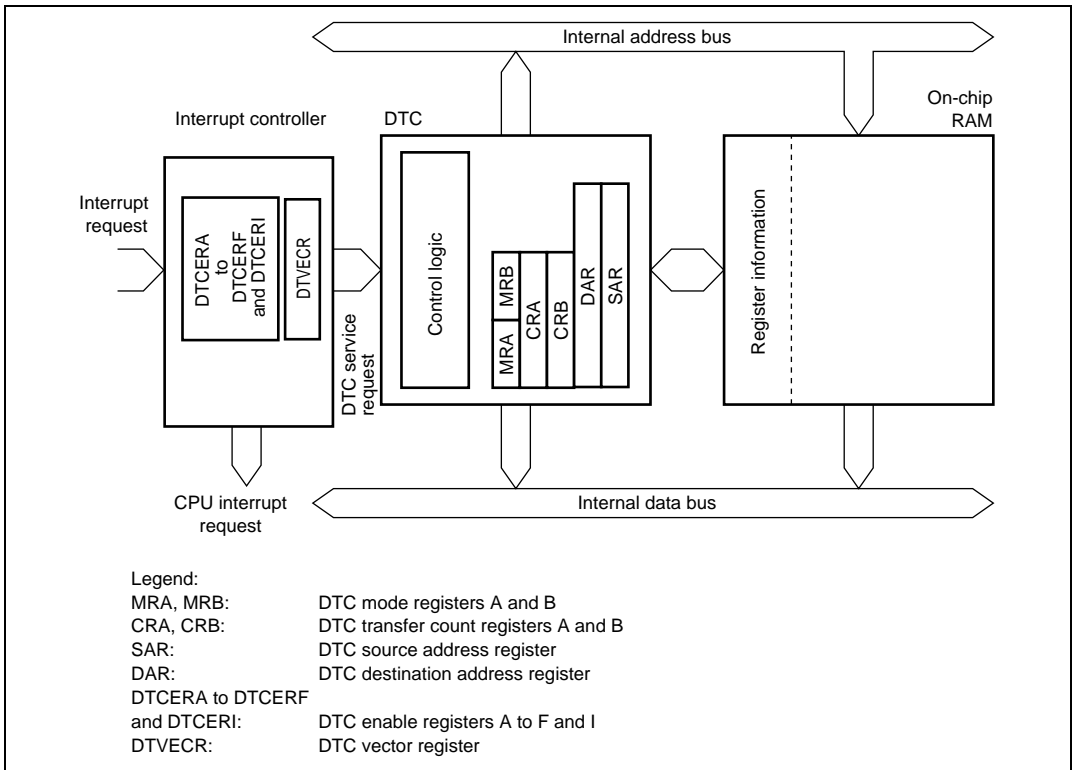 Internal address bus
On-chip
RAM
Interrupt controller
DTC
Interrupt
request
DTCERA
to
DTCERF
and DTCERI
DTVECR
DTC service
request
Control logic
MRA
MRB
CRA
CRB
DAR
SAR
Register information
CPU interrupt
request
Internal data bus
Legend:
MRA, MRB: DTC mode registers A and B
CRA, CRB: DTC transfer count registers A and B
SAR: DTC source address register
DAR: DTC destination address register
DTCERA to DTCERF
and DTCERI: DTC enable registers A to F and I
DTVECR: DTC vector register